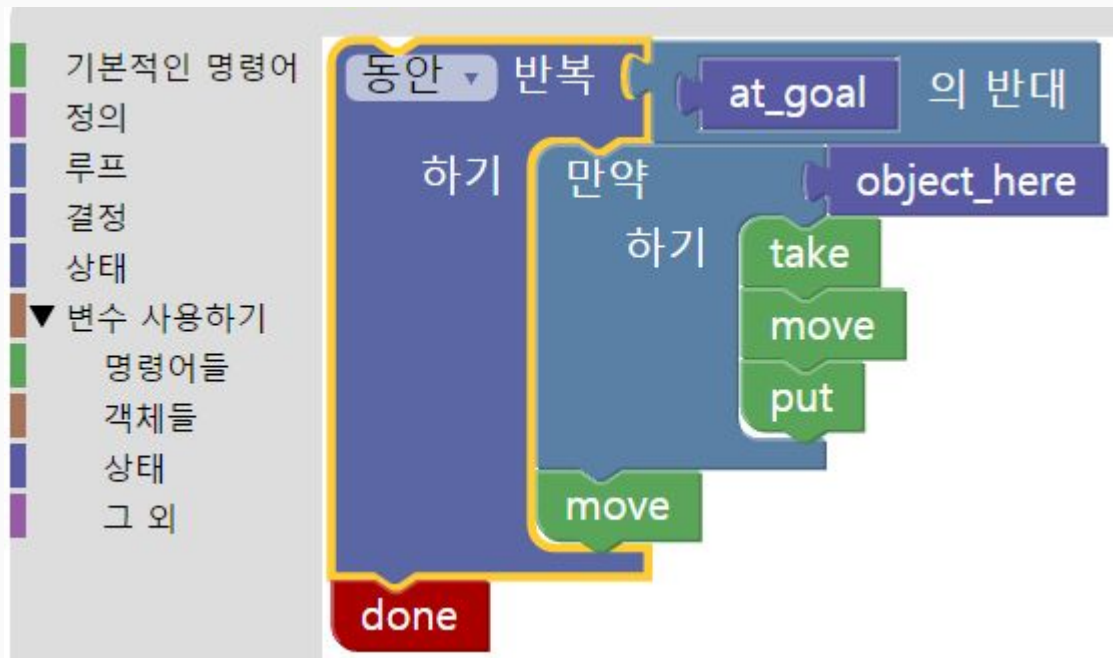 기본적인 명령어
정의
루프
결정
상태
▼ 변수 사용하기
명령어들
객체들
상태
그 외
동안 ▾ 반복 at_goal 의 반대
하기 만약 object_here
하기 take
move
put
move
done